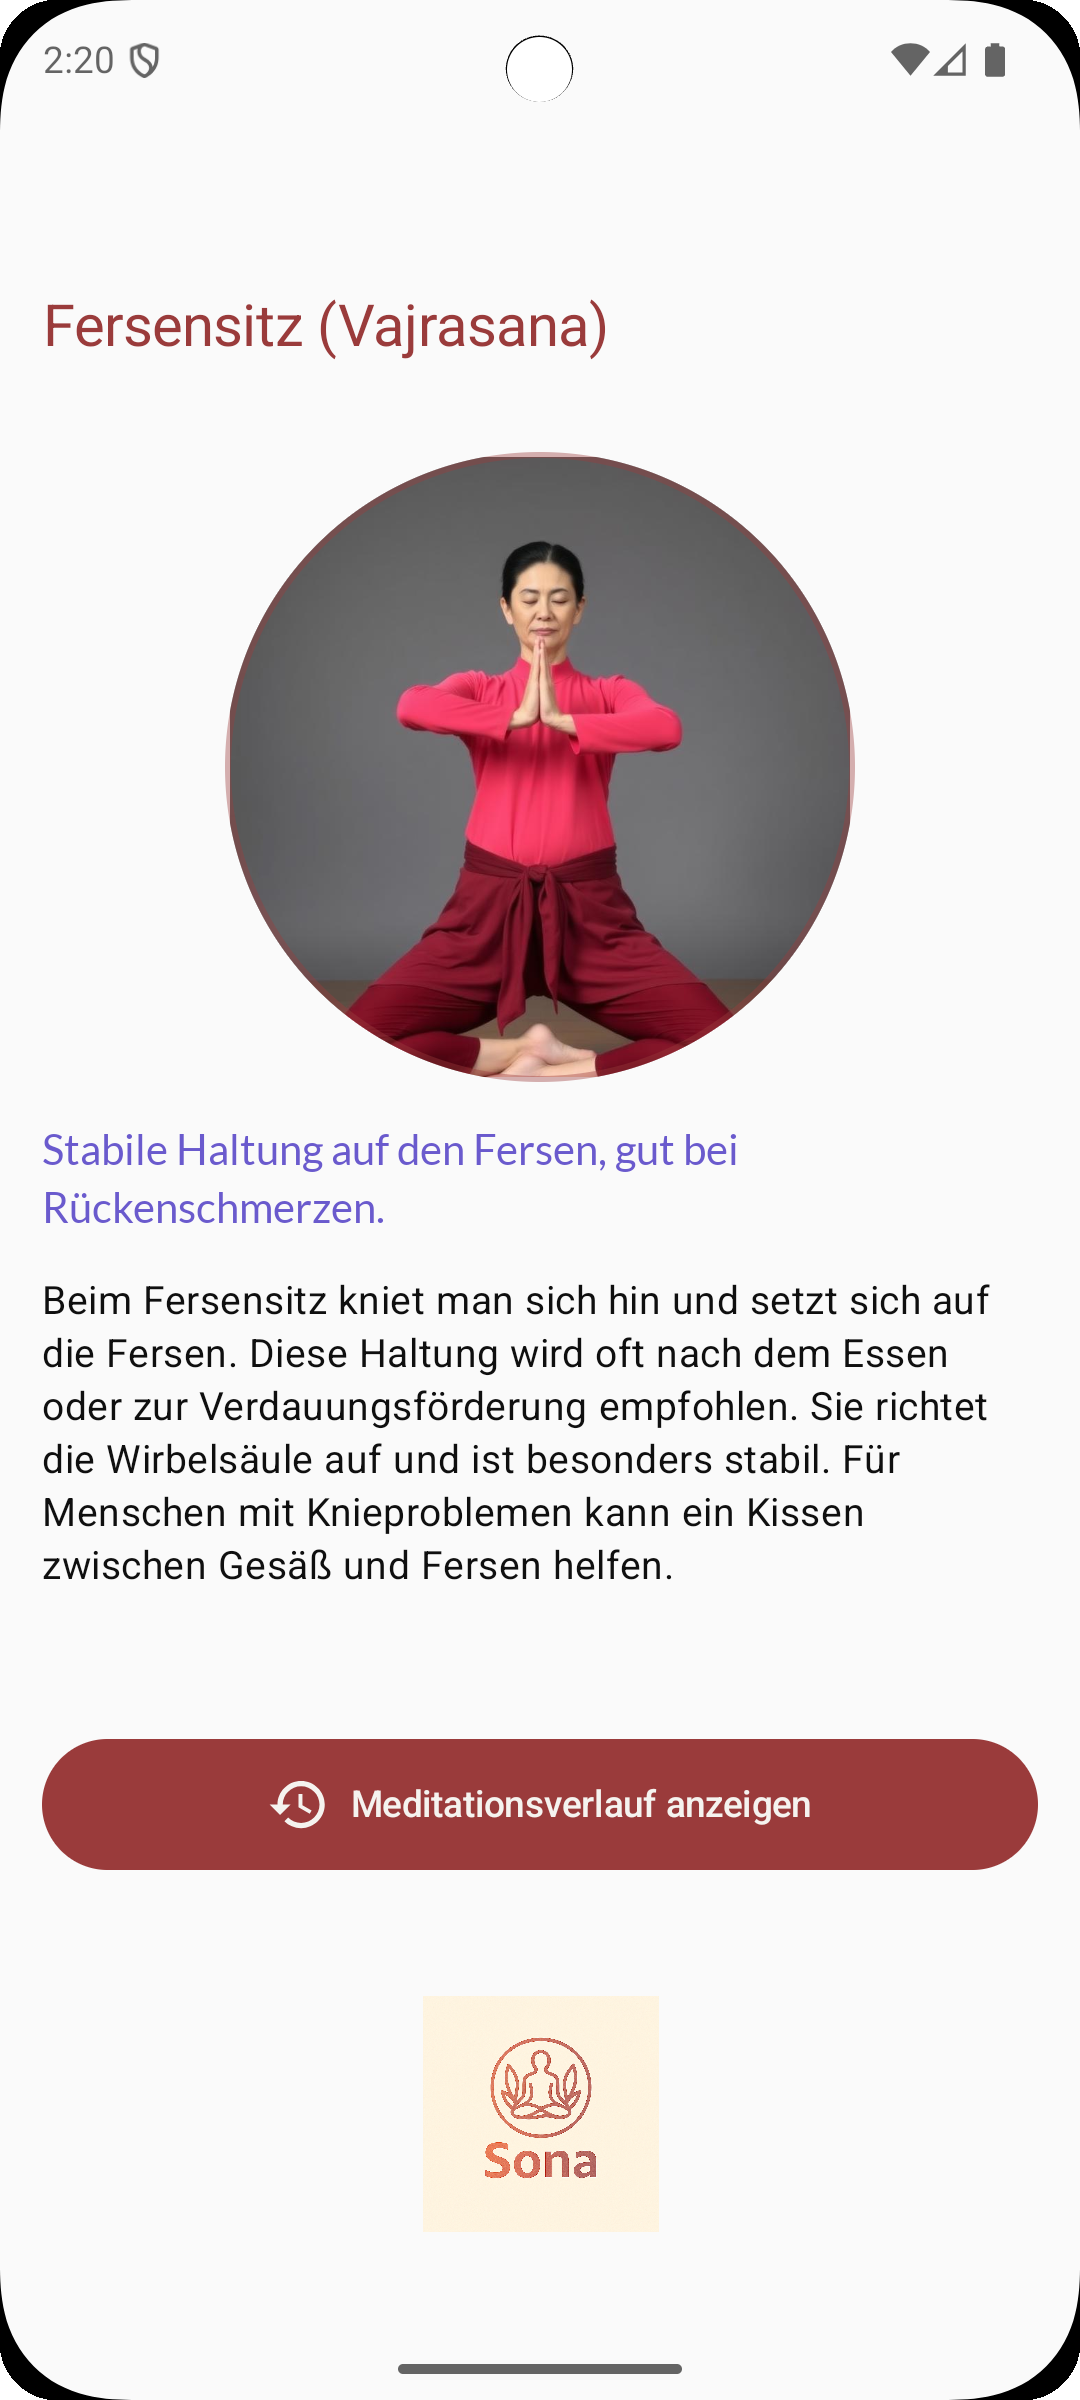 2:20
Fersensitz (Vajrasana)
Stabile Haltung auf den Fersen, gut bei
Rückenschmerzen.
Beim Fersensitz kniet man sich hin und setzt sich auf
die Fersen. Diese Haltung wird oft nach dem Essen
oder zur Verdauungsförderung empfohlen. Sie richtet
die Wirbelsäule auf und ist besonders stabil. Für
Menschen mit Knieproblemen kann ein Kissen
zwischen Gesäß und Fersen helfen.
Meditationsverlauf anzeigen
Sona